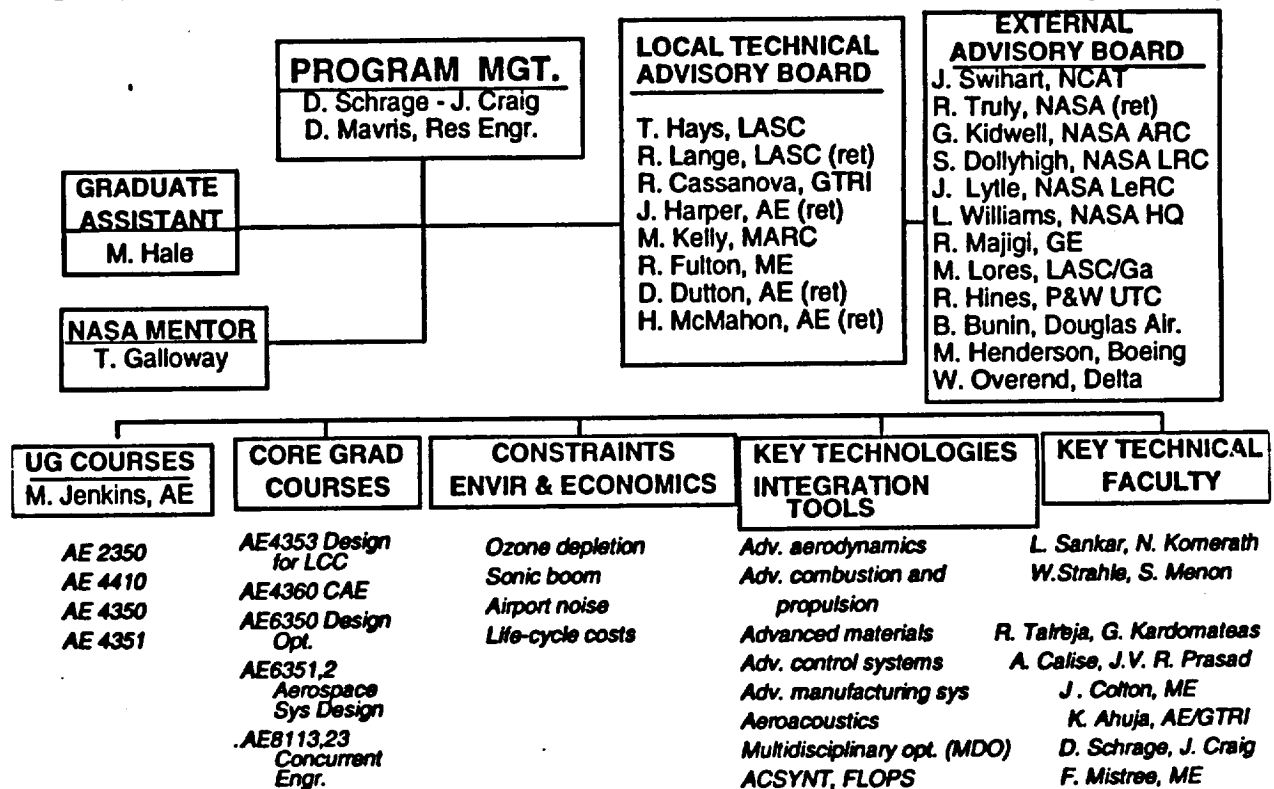 PROGRAM MGT.
D. Schrage - J. Craig
D. Mavris, Res Engr.
GRADUATE
ASSISTANT
M. Hale
NASA MENTOR
T. Galloway
LOCAL TECHNICAL
ADVISORY BOARD
T. Hays, LASC
R. Lange, LASC (ret)
R. Cassanova, GTRI
J. Harper, AE (ret)
M. Kelly, MARC
R. Fulton, ME
D. Dutton, AE (ret)
H. McMahon, AE (ret)
EXTERNAL
ADVISORY BOARD
J. Swihart, NCAT
R. Truly, NASA (ret)
G. Kidwell, NASA ARC
S. Dollyhigh, NASA LRC
J. Lytle, NASA LeRC
L. Williams, NASA HQ
R. Majigi, GE
M. Lores, LASC/Ga
R. Hines, P&W UTC
B. Bunin, Douglas Air.
M. Henderson, Boeing
W. Overend, Delta
UG COURSES
M. Jenkins, AE
AE 2350
AE 4410
AE 4350
AE 4351
CORE GRAD
COURSES
AE4353 Design
for LCC
AE4360 CAE
AE6350 Design
Opt.
AE6351,2
Aerospace
Sys Design
.AE8113,23
Concurrent
Engr.
CONSTRAINTS
ENVIR & ECONOMICS
Ozone depletion
Sonic boom
Airport noise
Life-cycle costs
KEY TECHNOLOGIES
INTEGRATION
TOOLS
Adv. aerodynamics
Adv. combustion and
propulsion
Advanced materials
Adv. control systems
Adv. manufacturing sys
Aeroacoustics
Multidisciplinary opt. (MDO)
ACSYNT, FLOPS
KEY TECHNICAL
FACULTY
L. Sankar, N. Komerath
W.Strahle, S. Menon
R. Talreja, G. Kardomateas
A. Calise, J.V. R. Prasad
J. Colton, ME
K. Ahuja, AE/GTRI
D. Schrage, J. Craig
F. Mistree, ME